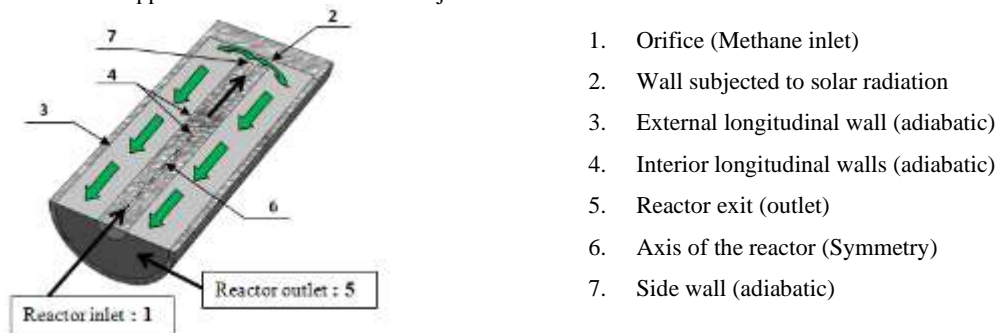 2
7
4
3
6
Reactor outlet : 5
Reactor inlet : 1
1. Orifice (Methane inlet)
2. Wall subjected to solar radiation
3. External longitudinal wall (adiabatic)
4. Interior longitudinal walls (adiabatic)
5. Reactor exit (outlet)
6. Axis of the reactor (Symmetry)
7. Side wall (adiabatic)